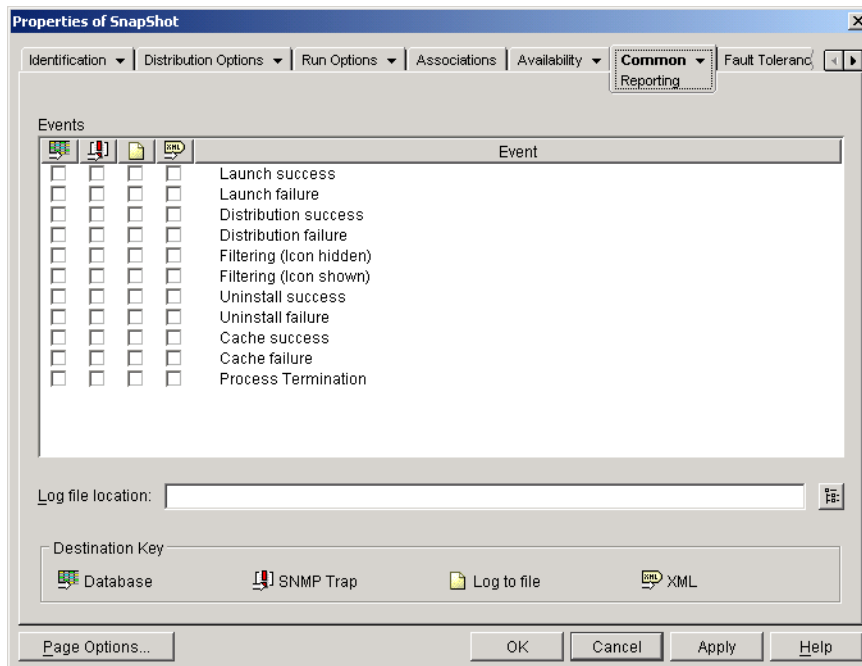 Properties of SnapShot
Identification
Distribution Options
Run Options
Associations
Availability
Common
Fault Toleranc
Reporting
Events
XML
Event
Launch success
Launch failure
Distribution success
Distribution failure
Filtering (Icon hidden)
Filtering (Icon shown)
Uninstall success
Uninstall failure
Cache success
Cache failure
Process Termination
Log file location:
Destination Key
Database
SNMP Trap
Log to file
XML
XML
Page Options...
OK
Cancel
Apply
Help